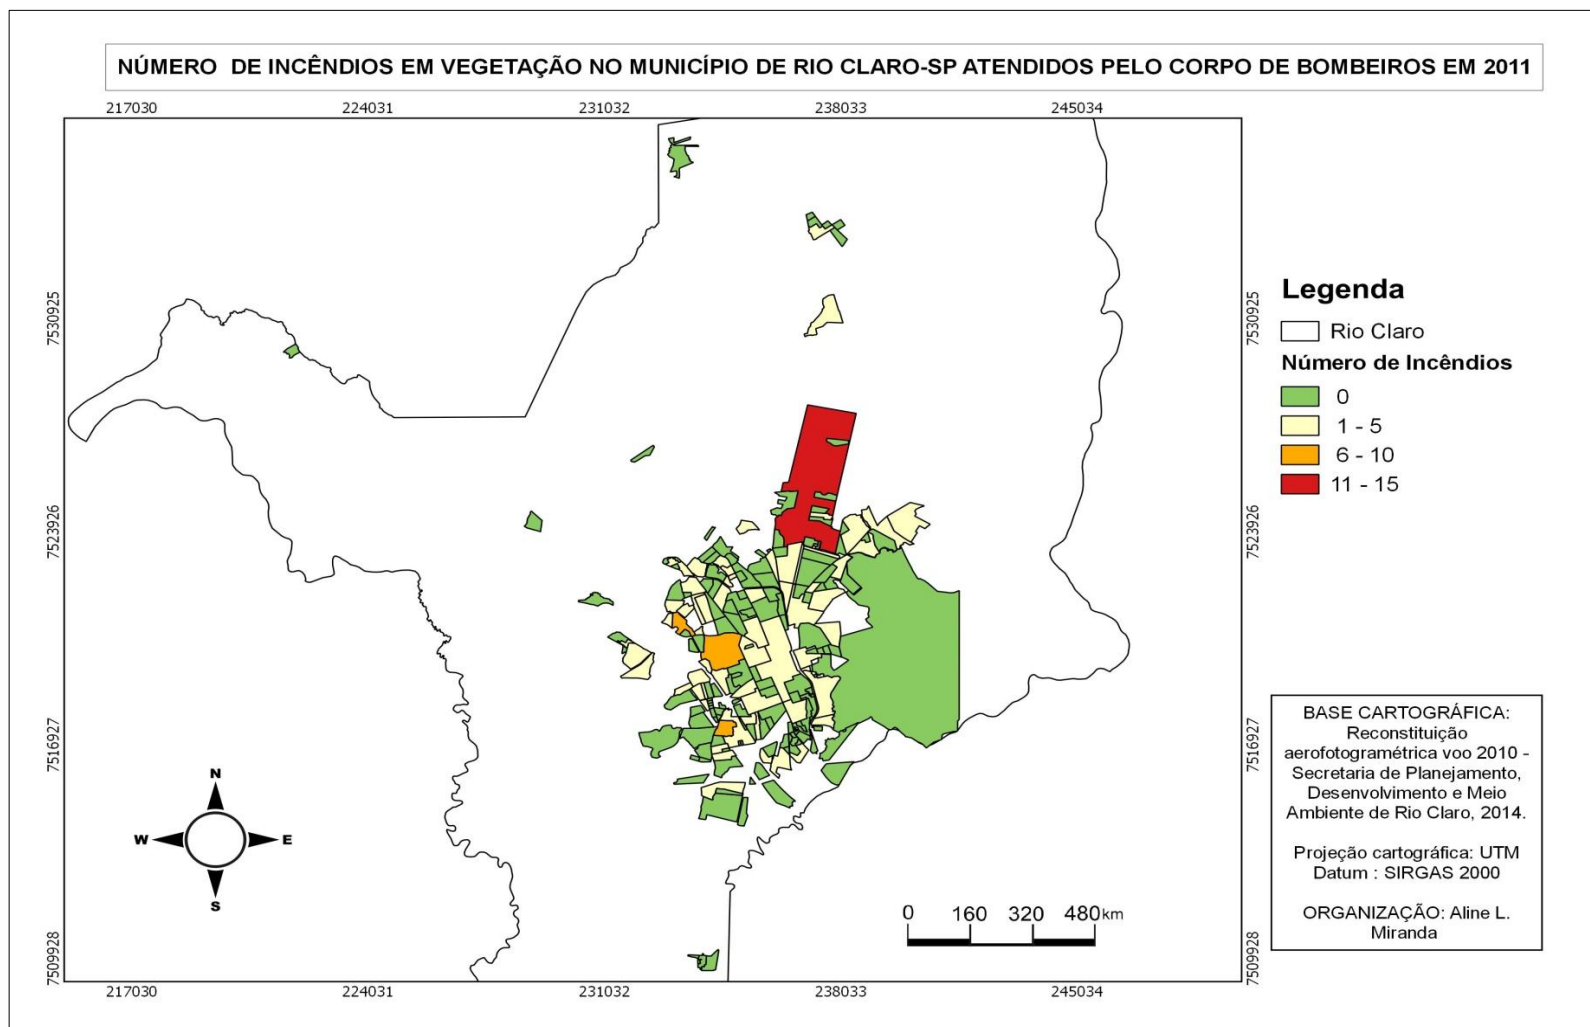 NÚMERO DE INCÊNDIOS EM VEGETAÇÃO NO MUNICÍPIO DE RIO CLARO-SP ATENDIDOS PELO CORPO DE BOMBEIROS EM 2011
217030 224031 231032 238033 245034
7530925 7530925
7523926 7523926
7516927 7516927
7509928 7509928
Legenda
Rio Claro
Número de Incêndios
0
1 - 5
6 - 10
11 - 15
N
W E
S
0 160 320 480 km
BASE CARTOGRÁFICA:
Reconstituição
aerofotogramétrica voo 2010 -
Secretaria de Planejamento,
Desenvolvimento e Meio
Ambiente de Rio Claro, 2014.
Projeção cartográfica: UTM
Datum : SIRGAS 2000
ORGANIZAÇÃO: Aline L.
Miranda
217030 224031 231032 238033 245034